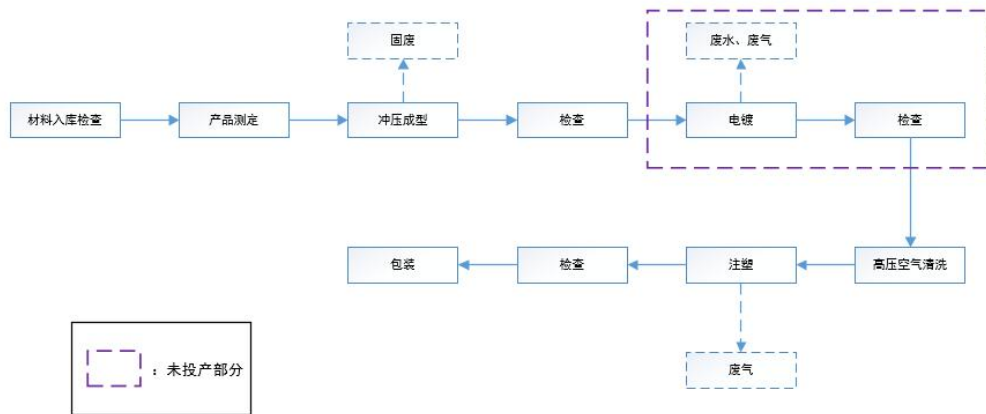 固废
废水、废气
材料入库检查
产品测定
冲压成型
检查
电镀
检查
包装
检查
注塑
高压空气清洗
废气
：未投产部分